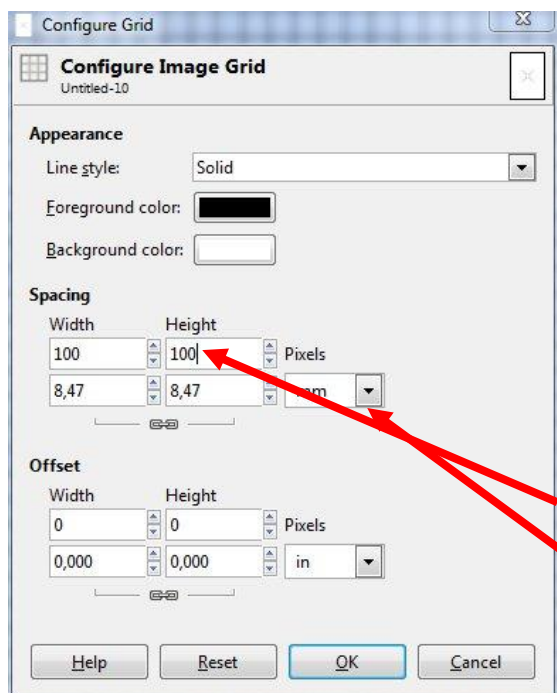 Configure Grid
Configure Image Grid
Untitled-10
Appearance
Line style: Solid
Foreground color:
Background color:
Spacing
Width Height
100 100 Pixels
8,47 8,47 mm
Offset
Width Height
0 0 Pixels
0,000 0,000 in
Help Reset OK Cancel